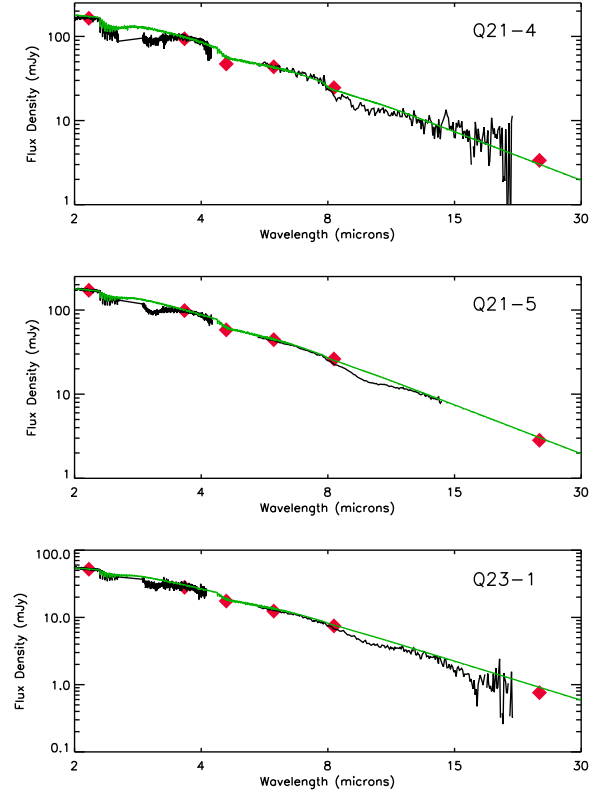 Q21-4
100
10
1
Flux Density (mJy)
2 4 8 15 30
Wavelength (microns)
Q21-5
100
10
1
Flux Density (mJy)
2 4 8 15 30
Wavelength (microns)
Q23-1
100.0
10.0
1.0
0.1
Flux Density (mJy)
2 4 8 15 30
Wavelength (microns)